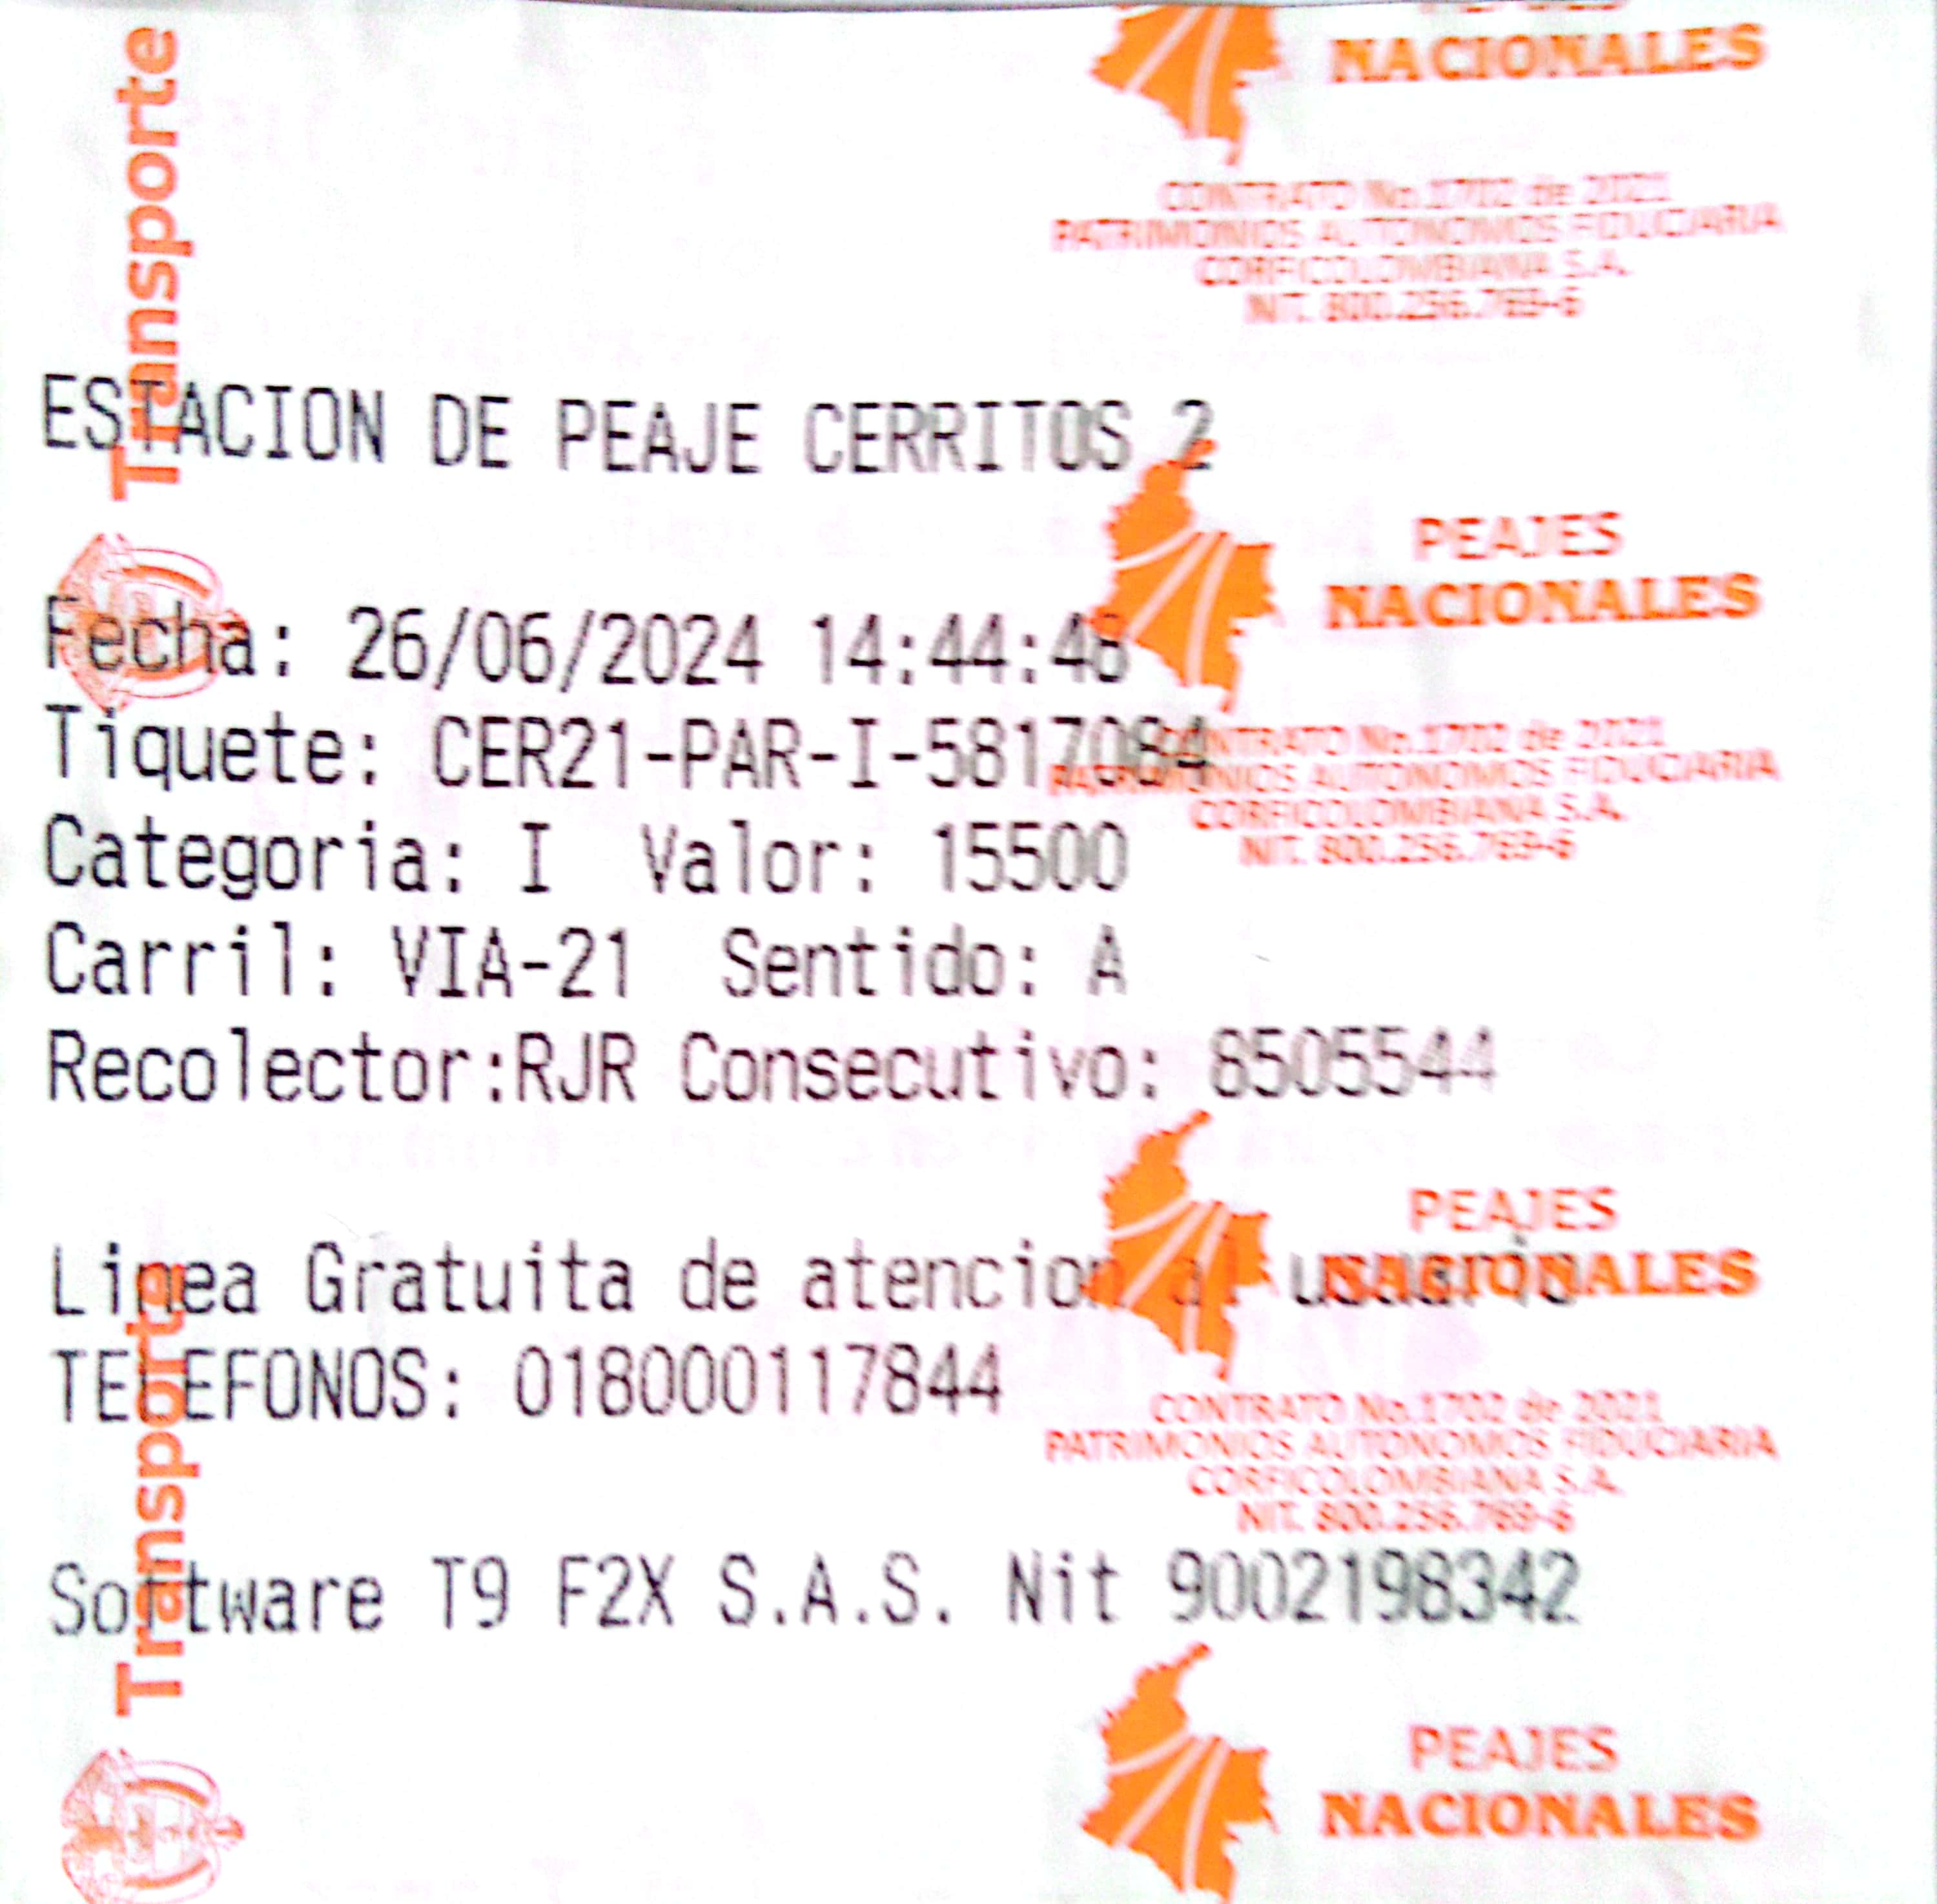 Transporte
NACIONALES
CONTRATO No.1702 de 2021
PATRIMONIOS AUTONOMOS FIDUCIARIA
CORFICOLOMBIANA S.A.
NIT. 800.256.769-6
ESTACION DE PEAJE CERRITOS 2
PEAJES
NACIONALES
Fecha: 26/06/2024 14:44:48
Tiquete: CER21-PAR-I-5817084
CONTRATO No.1702 de 2021
PATRIMONIOS AUTONOMOS FIDUCIARIA
CORFICOLOMBIANA S.A.
NIT. 800.256.769-6
Categoria: I Valor: 15500
Carril: VIA-21 Sentido: A
Recolector:RJR Consecutivo: 8505544
PEAJES
NACIONALES
Linea Gratuita de atencion al usuario
TELEFONOS: 018000117844
Transporte
CONTRATO No.1702 de 2021
PATRIMONIOS AUTONOMOS FIDUCIARIA
CORFICOLOMBIANA S.A.
NIT. 800.256.769-6
Software T9 F2X S.A.S. Nit 9002198342
PEAJES
NACIONALES